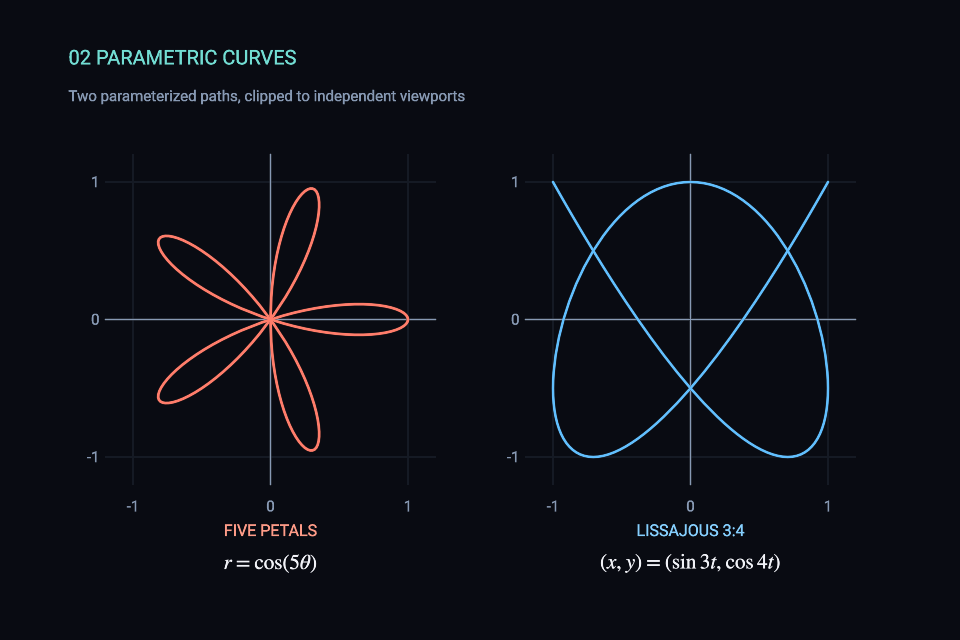 02 PARAMETRIC CURVES
Two parameterized paths, clipped to independent viewports
1
0
-1
-1 0 1
FIVE PETALS
r = cos(5θ)
1
0
-1
-1 0 1
LISSAJOUS 3:4
(x, y) = (sin 3t, cos 4t)